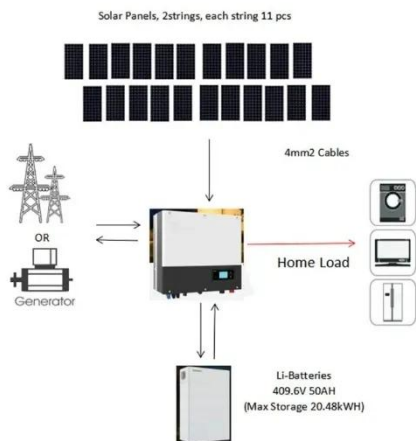 Solar Panels, 2strings, each string 11 pcs
4mm2 Cables
OR
Generator
Home Load
Li-Batteries
409.6V 50AH
(Max Storage 20.48kWH)